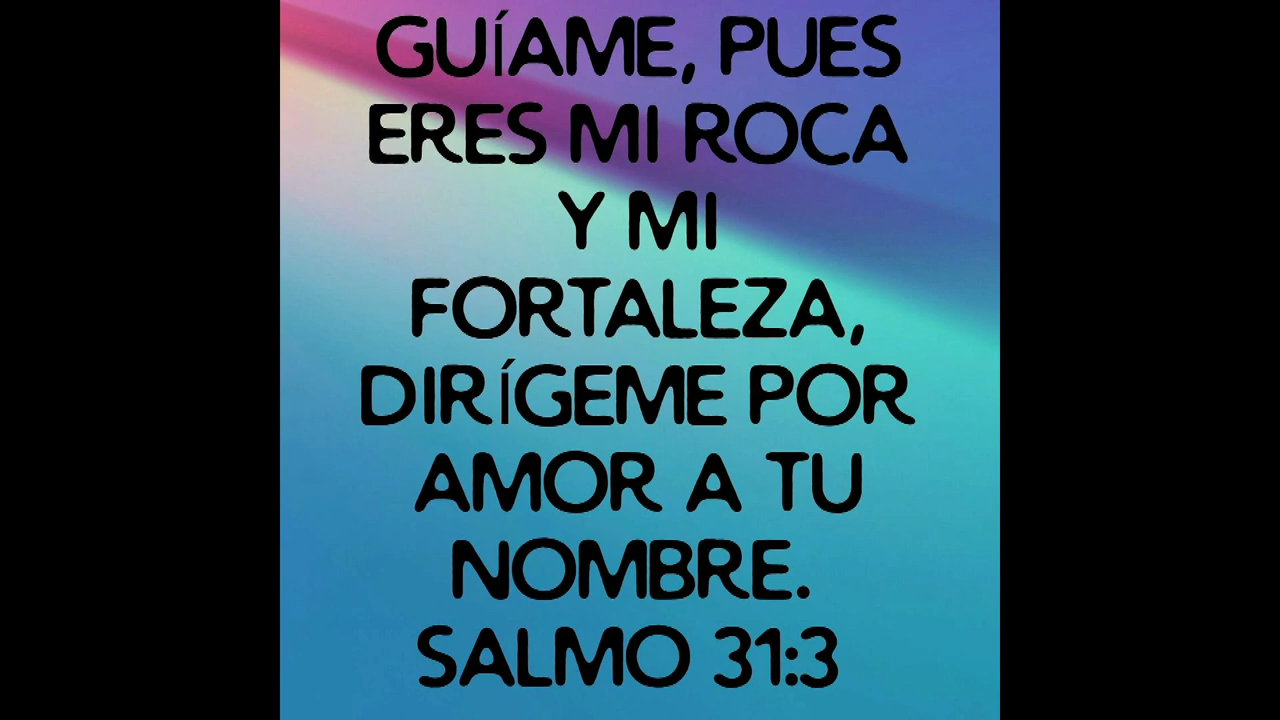 GUÍAME, PUES
ERES MI ROCA
Y MI
FORTALEZA,
DIRÍGEME POR
AMOR A TU
NOMBRE.
SALMO 31:3